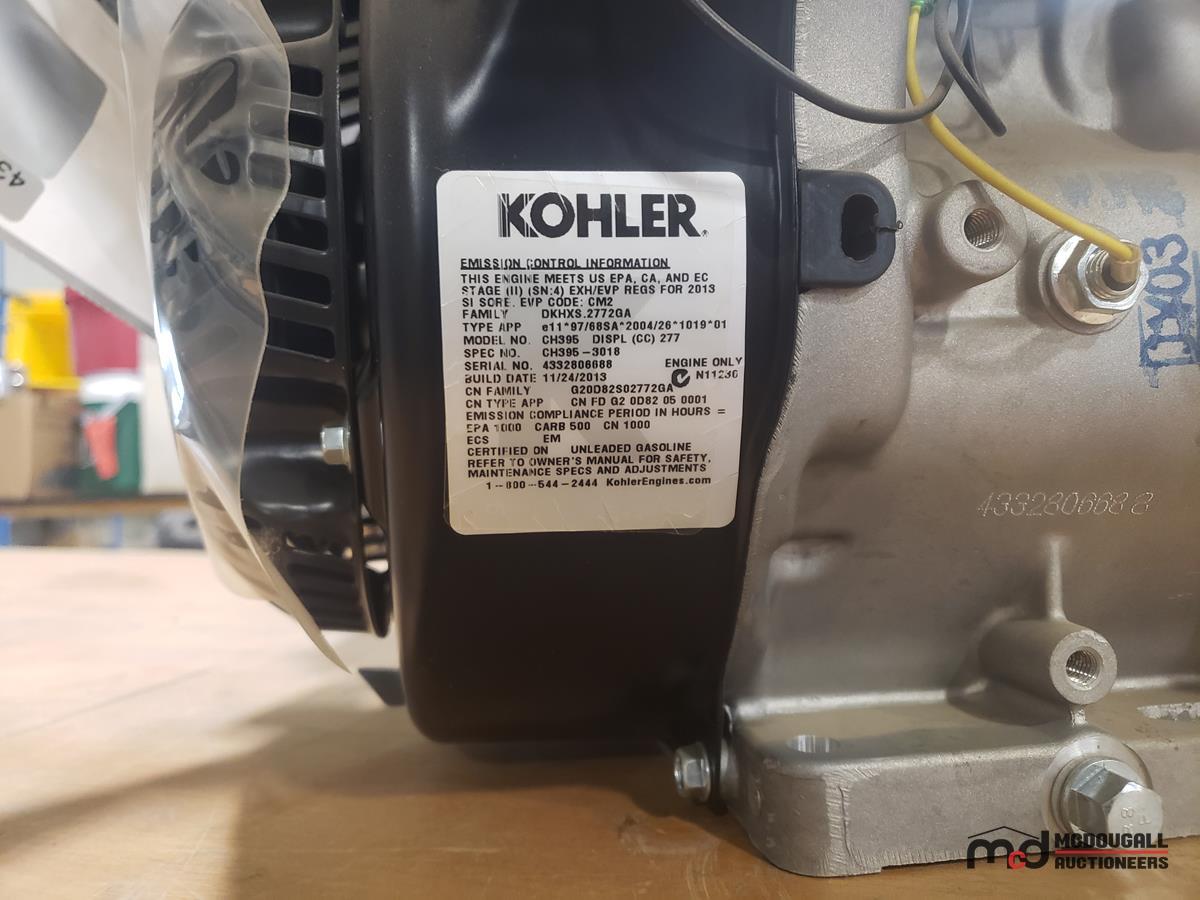 KOHLER.
EMISSION CONTROL INFORMATION
THIS ENGINE MEETS US EPA, CA, AND EC
STAGE (II) (SN:4) EXH/EVP REGS FOR 2013
SI SORE. EVP CODE: CM2
FAMILY DKHXS.2772GA
TYPE APP e11*97/68SA*2004/26*1019*01
MODEL NO. CH395 DISPL (CC) 277
SPEC NO. CH395-3018
SERIAL NO. 4332806688 ENGINE ONLY
BUILD DATE 11/24/2013 N11236
CN FAMILY G20D82S02772GA
CN TYPE APP CN FD G2 0D82 05 0001
EMISSION COMPLIANCE PERIOD IN HOURS =
EPA 1000 CARB 500 CN 1000
ECS EM
CERTIFIED ON UNLEADED GASOLINE
REFER TO OWNER'S MANUAL FOR SAFETY,
MAINTENANCE SPECS AND ADJUSTMENTS
1-800-544-2444 KohlerEngines.com
43
4332806688
mcd MCDOUGALL
AUCTIONEERS